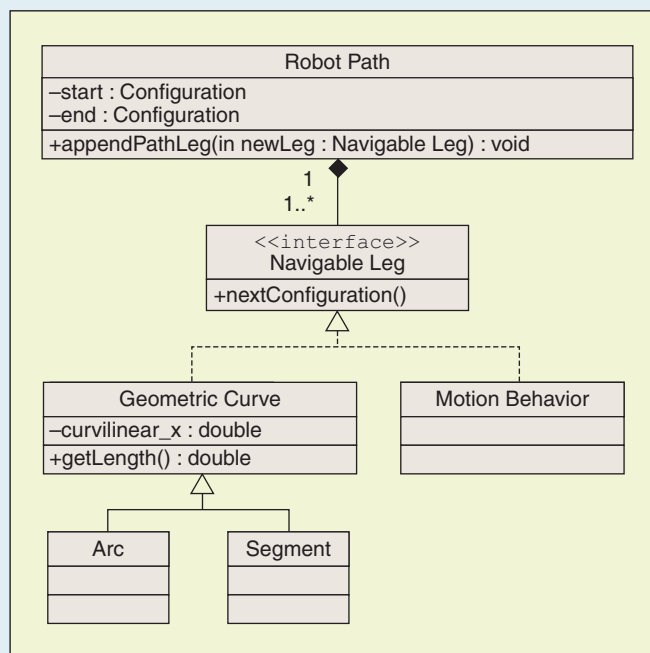 Robot Path
–start : Configuration
–end : Configuration
+appendPathLeg(in newLeg : Navigable Leg) : void
1
1..*
<<interface>>
Navigable Leg
+nextConfiguration()
Geometric Curve
–curvilinear_x : double
+getLength() : double
Motion Behavior
Arc
Segment